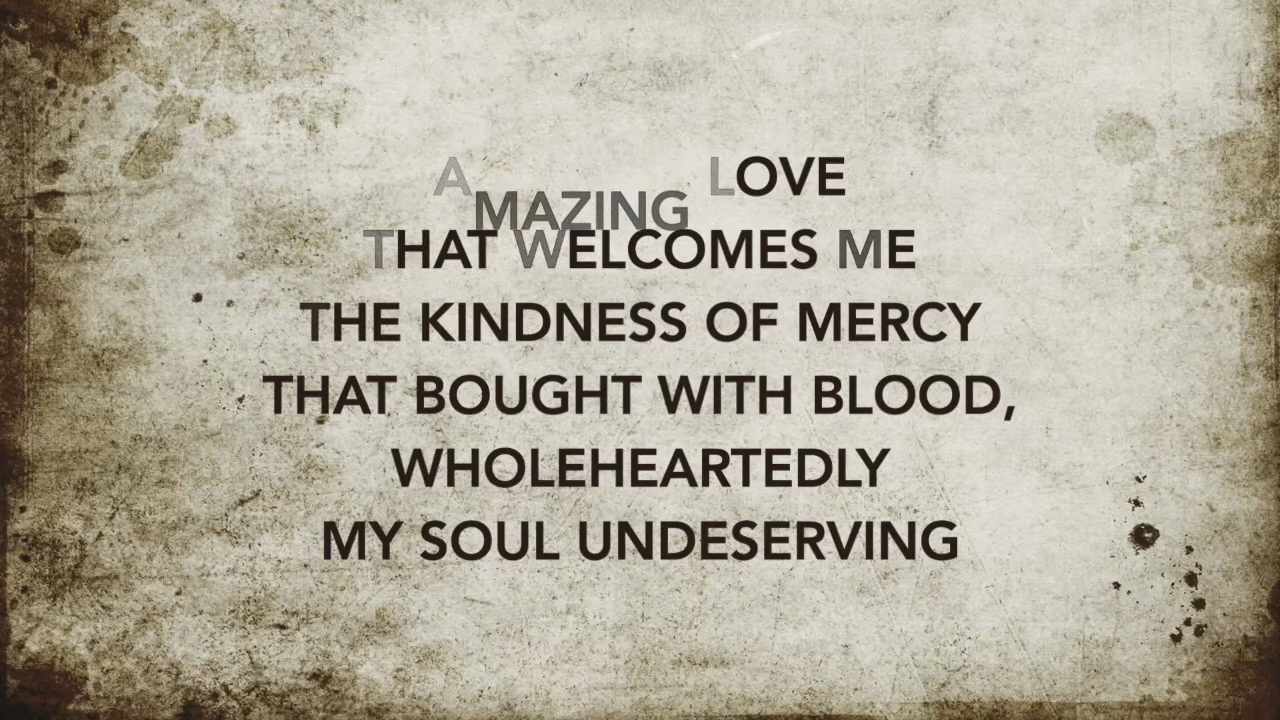 AMAZING LOVE
THAT WELCOMES ME
THE KINDNESS OF MERCY
THAT BOUGHT WITH BLOOD,
WHOLEHEARTEDLY
MY SOUL UNDESERVING